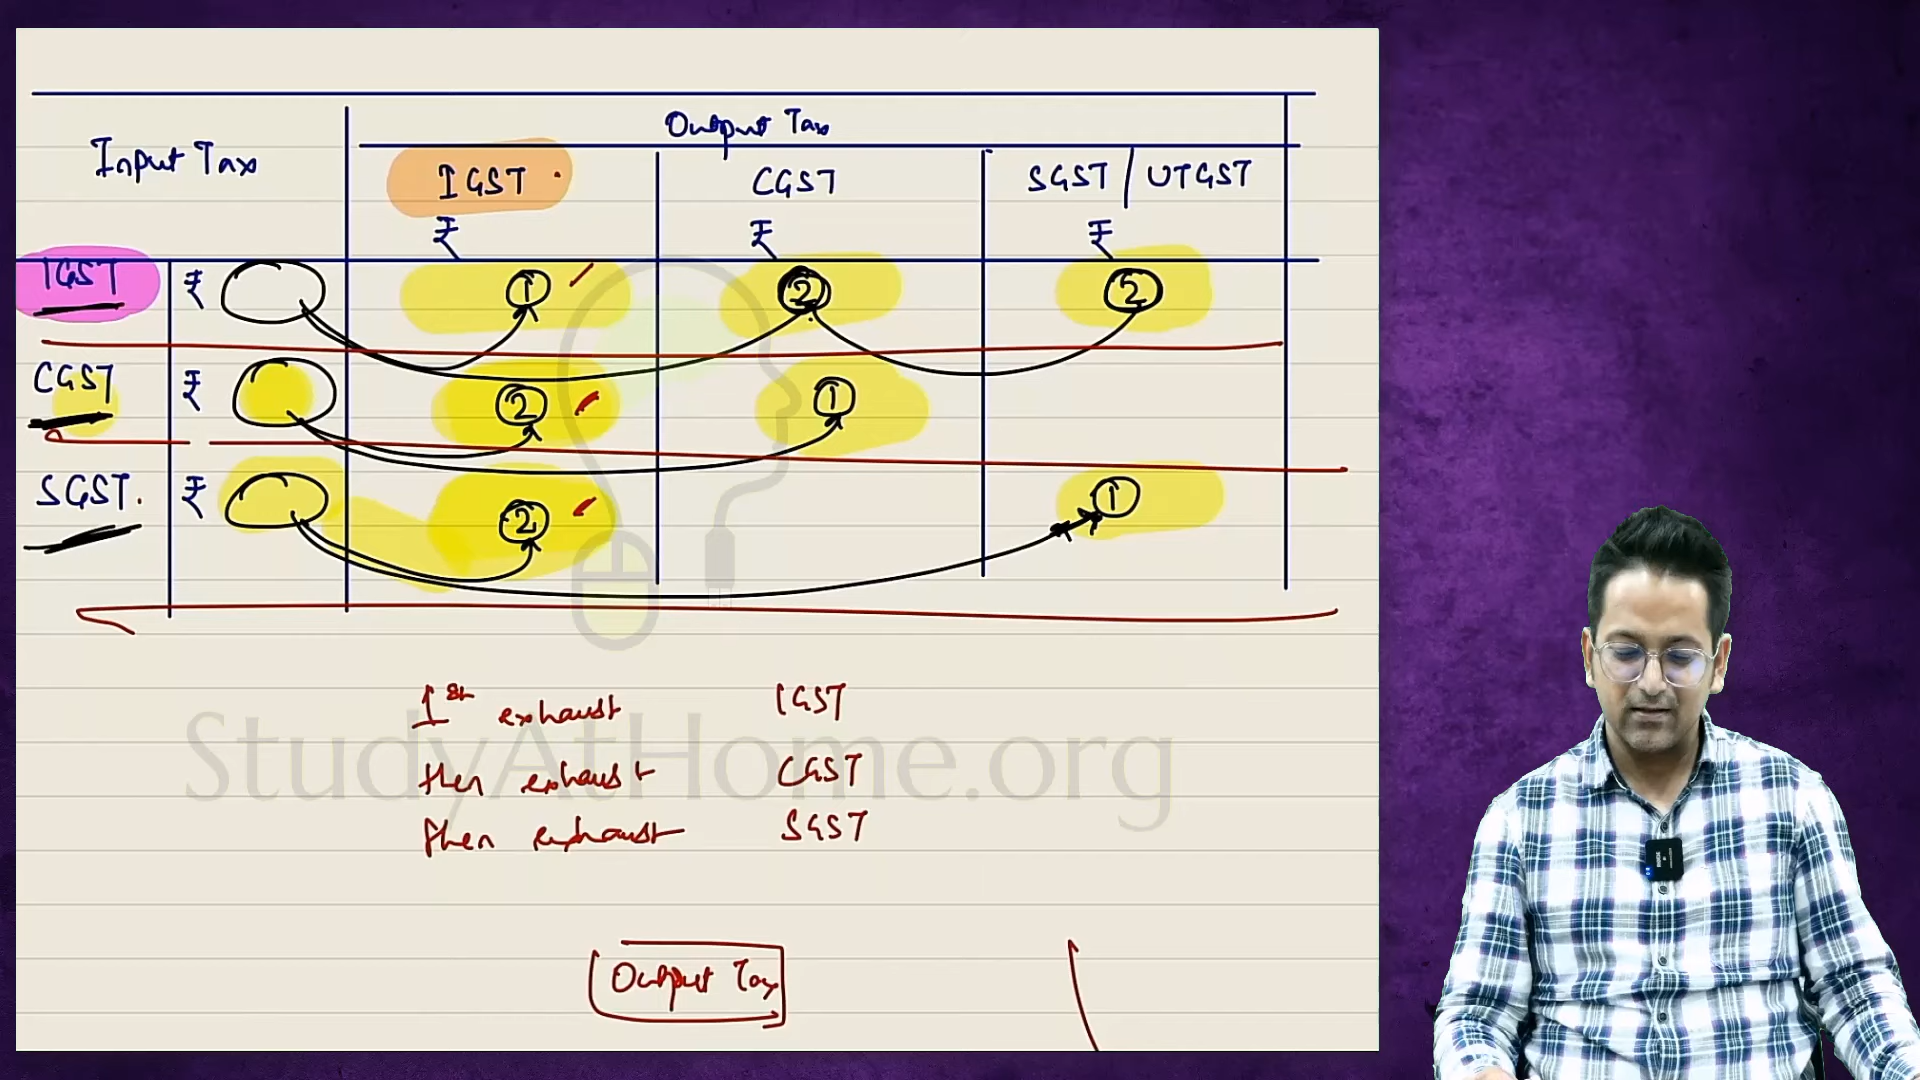 Output Tax
Input Tax
IGST
CGST
SGST / UTGST
₹
₹
₹
IGST ₹ 1 2 2
CGST ₹ 2 1
SGST. ₹ 2 1
1st exhaust IGST
then exhaust CGST
then exhaust SGST
StudyAtHome.org
Output Tax